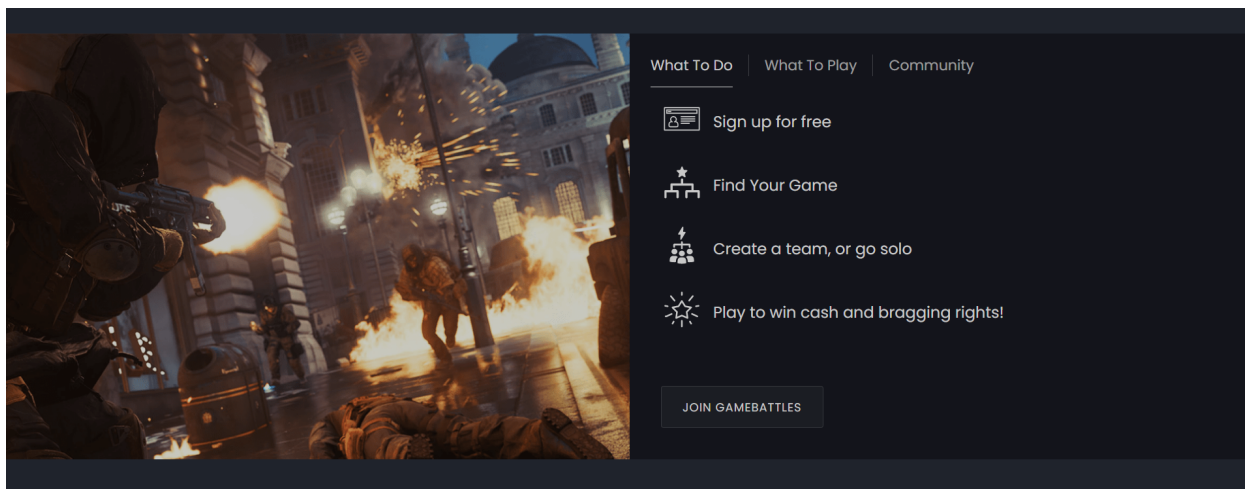 What To Do
What To Play
Community
Sign up for free
Find Your Game
Create a team, or go solo
Play to win cash and bragging rights!
JOIN GAMEBATTLES